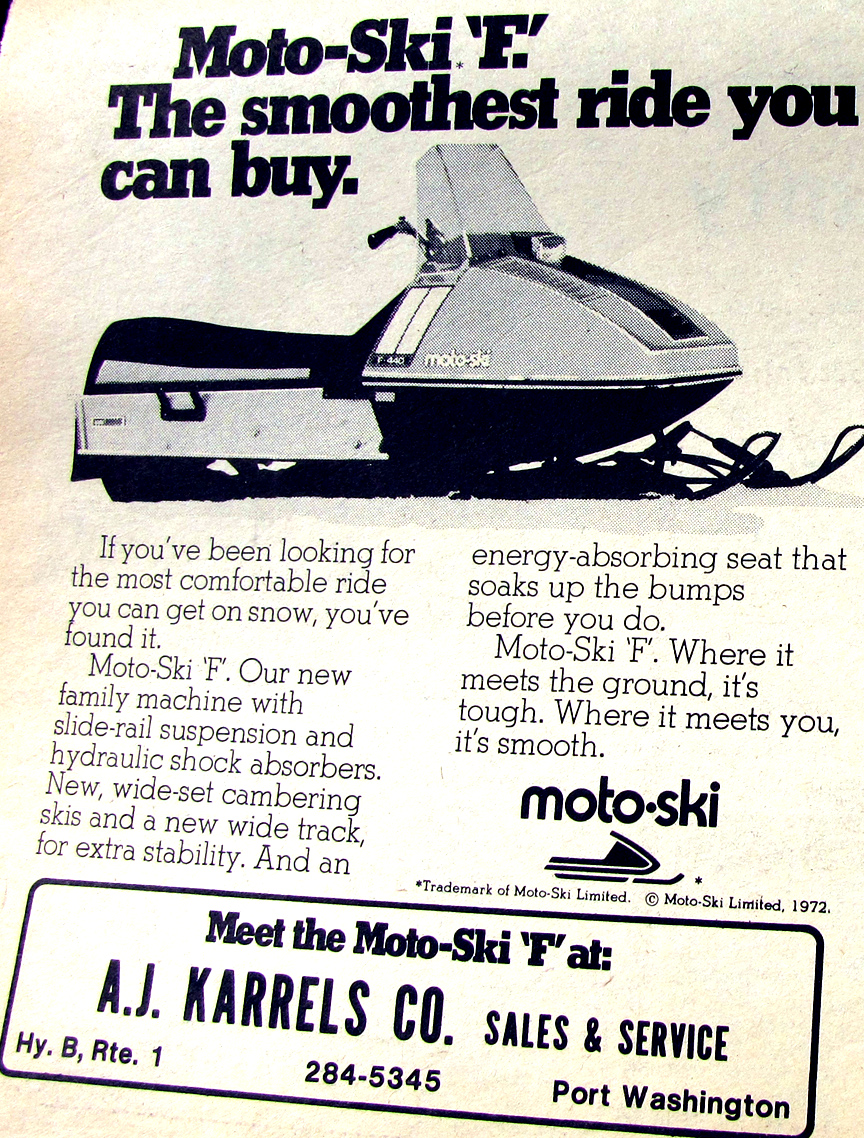 Moto-Ski 'F'.*
The smoothest ride you
can buy.
F 440 moto-ski
If you've been looking for
the most comfortable ride
you can get on snow, you've
found it.
Moto-Ski 'F'. Our new
family machine with
slide-rail suspension and
hydraulic shock absorbers.
New, wide-set cambering
skis and a new wide track,
for extra stability. And an
energy-absorbing seat that
soaks up the bumps
before you do.
Moto-Ski 'F'. Where it
meets the ground, it's
tough. Where it meets you,
it's smooth.
moto·ski
*
*Trademark of Moto-Ski Limited. © Moto-Ski Limited, 1972.
Meet the Moto-Ski 'F' at:
A.J. KARRELS CO. SALES & SERVICE
Hy. B, Rte. 1 284-5345 Port Washington